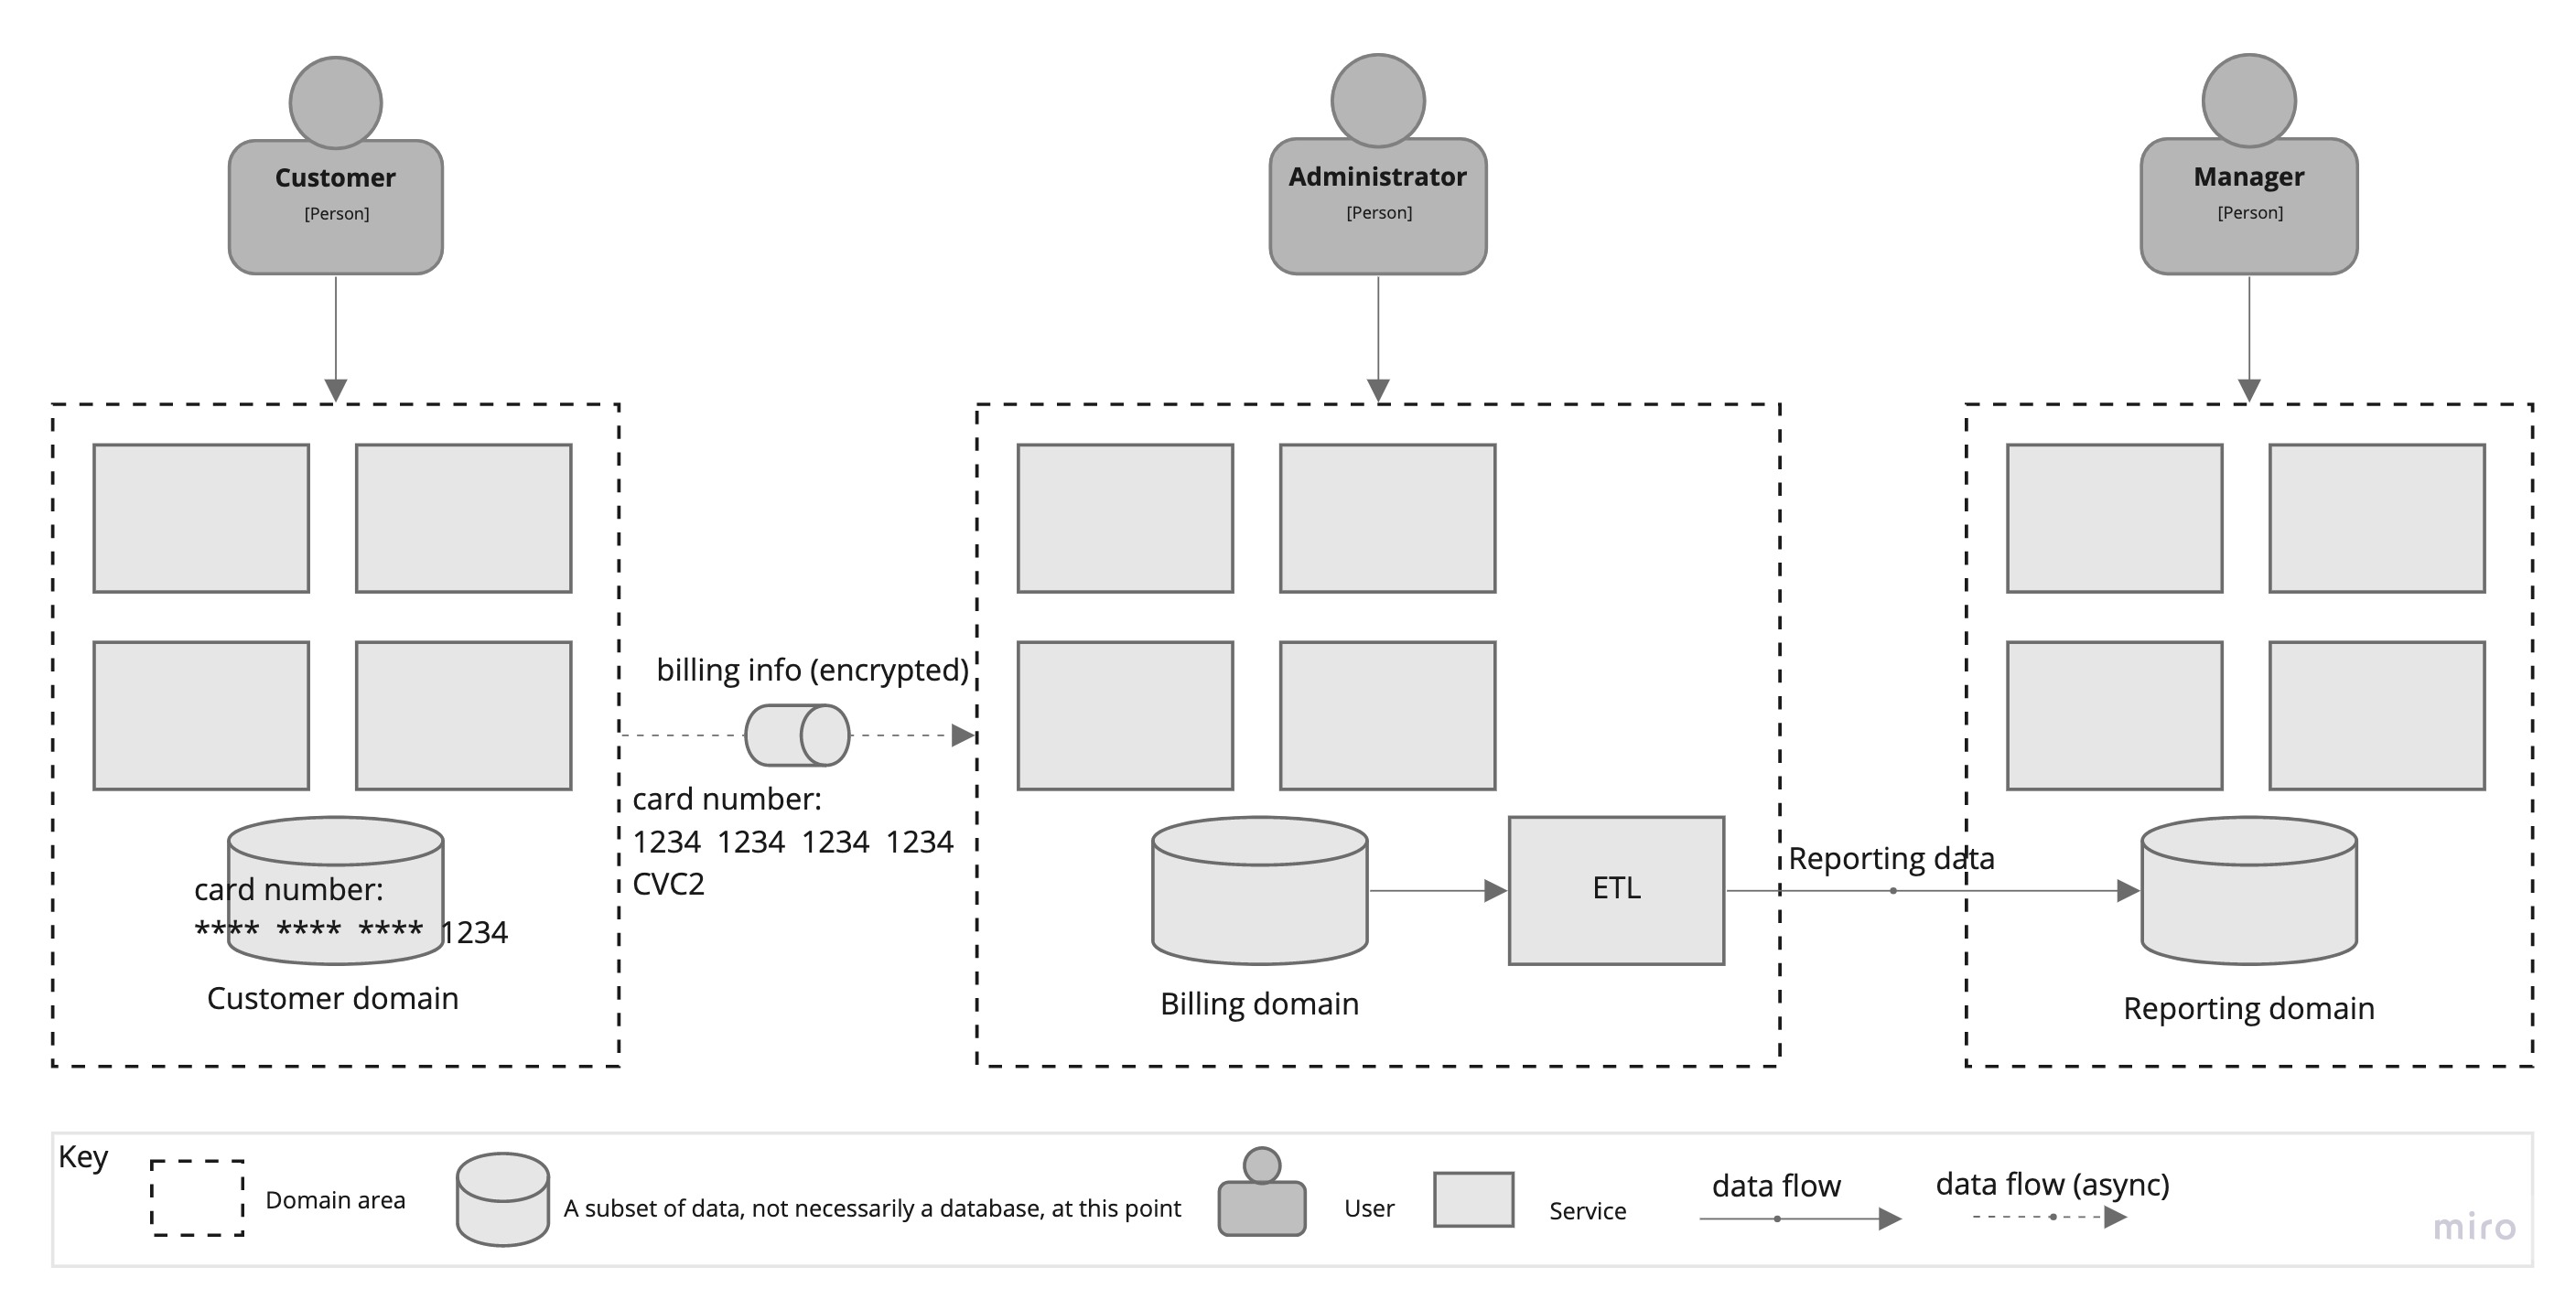 Customer
[Person]
Administrator
[Person]
Manager
[Person]
billing info (encrypted)
card number:
1234 1234 1234 1234
CVC2
card number:
**** **** **** 1234
Customer domain
ETL
Billing domain
Reporting data
Reporting domain
Key
Domain area
A subset of data, not necessarily a database, at this point
User
Service
data flow
data flow (async)
miro